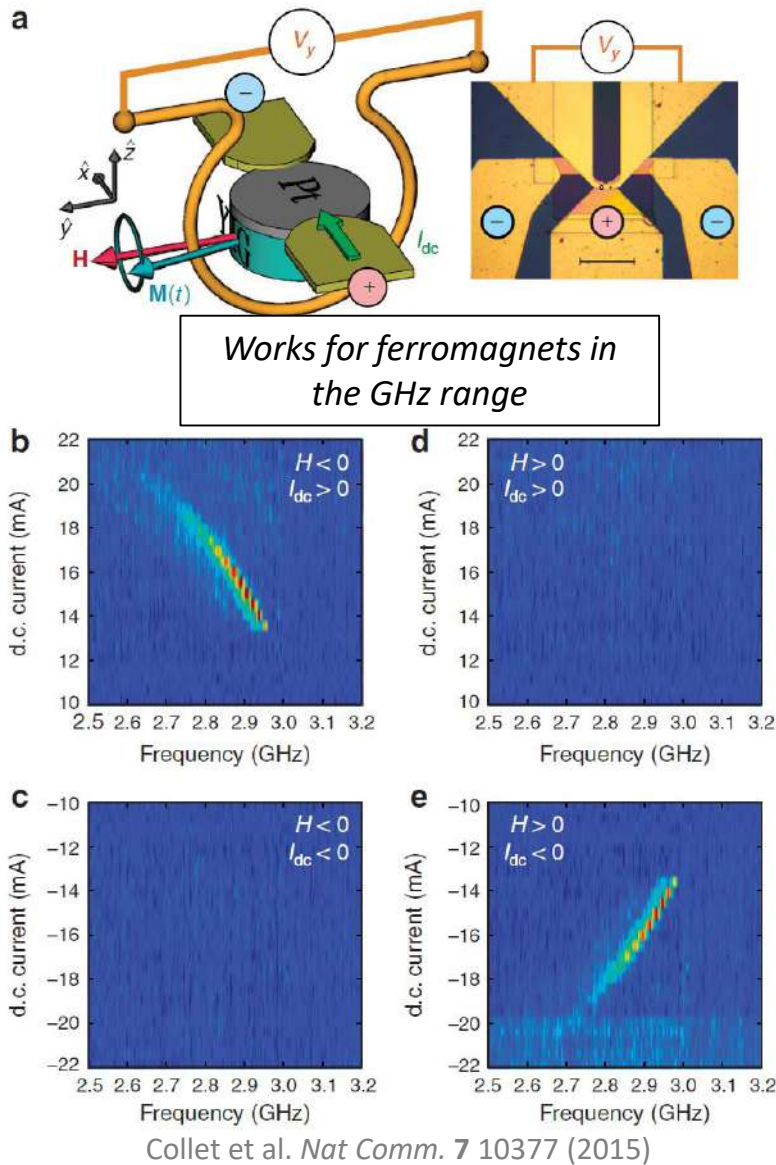 a
V_y
V_y
−
ẑ
x̂
ŷ
Pt
Y
I
G
I_dc
H
M(t)
+
−
+
−
Works for ferromagnets in
the GHz range
b
22
20
18
16
14
12
10
d.c. current (mA)
H < 0
I_dc > 0
2.5 2.6 2.7 2.8 2.9 3.0 3.1 3.2
Frequency (GHz)
d
22
20
18
16
14
12
10
d.c. current (mA)
H > 0
I_dc > 0
2.5 2.6 2.7 2.8 2.9 3.0 3.1 3.2
Frequency (GHz)
c
−10
−12
−14
−16
−18
−20
−22
d.c. current (mA)
H < 0
I_dc < 0
2.5 2.6 2.7 2.8 2.9 3.0 3.1 3.2
Frequency (GHz)
e
−10
−12
−14
−16
−18
−20
−22
d.c. current (mA)
H > 0
I_dc < 0
2.5 2.6 2.7 2.8 2.9 3.0 3.1 3.2
Frequency (GHz)
Collet et al. Nat Comm. 7 10377 (2015)